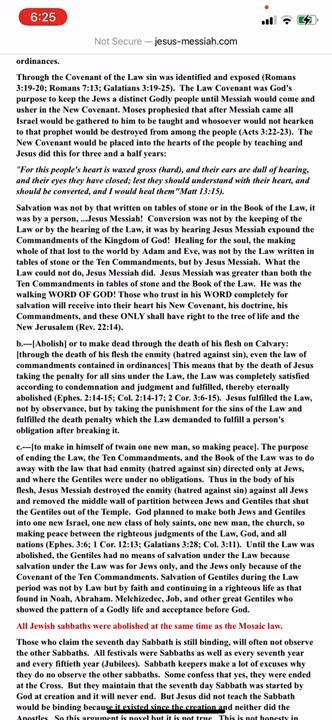 6:25
Not Secure — jesus-messiah.com
ordinances.
Through the Covenant of the Law sin was identified and exposed (Romans
3:19-20; Romans 7:13; Galatians 3:19-25).  The Law Covenant was God's
purpose to keep the Jews a distinct Godly people until Messiah would come and
usher in the New Covenant. Moses prophesied that after Messiah came all
Israel would be gathered to him to be taught and whosoever would not hearken
to that prophet would be destroyed from among the people (Acts 3:22-23).  The
New Covenant would be placed into the hearts of the people by teaching and
Jesus did this for three and a half years:
"For this people's heart is waxed gross (hard), and their ears are dull of hearing,
and their eyes they have closed; lest they should understand with their heart, and
should be converted, and I would heal them"Matt 13:15).
Salvation was not by that written on tables of stone or in the Book of the Law, it
was by a person, ...Jesus Messiah!  Conversion was not by the keeping of the
Law or by the hearing of the Law, it was by hearing Jesus Messiah expound the
Commandments of the Kingdom of God!  Healing for the soul, the making
whole of that lost to the world by Adam and Eve, was not by the Law written in
tables of stone or the Ten Commandments, but by Jesus Messiah.  What the
Law could not do, Jesus Messiah did.  Jesus Messiah was greater than both the
Ten Commandments in tables of stone and the Book of the Law.  He was the
walking WORD OF GOD! Those who trust in his WORD completely for
salvation will receive into their heart his New Covenant, his doctrine, his
Commandments, and these ONLY shall have right to the tree of life and the
New Jerusalem (Rev. 22:14).
b.---[Abolish] or to make dead through the death of his flesh on Calvary:
[through the death of his flesh the enmity (hatred against sin), even the law of
commandments contained in ordinances] This means that by the death of Jesus
taking the penalty for all sins under the Law, the Law was completely satisfied
according to condemnation and judgment and fulfilled, thereby eternally
abolished (Ephes. 2:14-15; Col. 2:14-17; 2 Cor. 3:6-15).  Jesus fulfilled the Law,
not by observance, but by taking the punishment for the sins of the Law and
fulfilled the death penalty which the Law demanded to fulfill a person's
obligation after breaking it.
c.---[to make in himself of twain one new man, so making peace]. The purpose
of ending the Law, the Ten Commandments, and the Book of the Law was to do
away with the law that had enmity (hatred against sin) directed only at Jews,
and where the Gentiles were under no obligations.  Thus in the body of his
flesh, Jesus Messiah destroyed the enmity (hatred against sin) against all Jews
and removed the middle wall of partition between Jews and Gentiles that shut
the Gentiles out of the Temple.  God planned to make both Jews and Gentiles
into one new Israel, one new class of holy saints, one new man, the church, so
making peace between the righteous judgments of the Law, God, and all
nations (Ephes. 3:6; 1 Cor. 12:13; Galatians 3:28; Col. 3:11).  Until the Law was
abolished, the Gentiles had no means of salvation under the Law because
salvation under the Law was for Jews only, and the Jews only because of the
Covenant of the Ten Commandments. Salvation of Gentiles during the Law
period was not by Law but by faith and continuing in a righteous life as that
found in Noah, Abraham. Melchizedec, Job, and other great Gentiles who
showed the pattern of a Godly life and acceptance before God.
All Jewish sabbaths were abolished at the same time as the Mosaic law.
Those who claim the seventh day Sabbath is still binding, will often not observe
the other Sabbaths.  All festivals were Sabbaths as well as every seventh year
and every fiftieth year (Jubilees).  Sabbath keepers make a lot of excuses why
they do no observe the other sabbaths.  Some confess that yes, they were ended
at the Cross.  But they maintain that the seventh day Sabbath was started by
God at creation and it will never end.  But Jesus did not teach the Sabbath
would be binding because it existed since the creation and neither did the
Apostles.  So this argument is novel but it is not true.  This is not honesty in